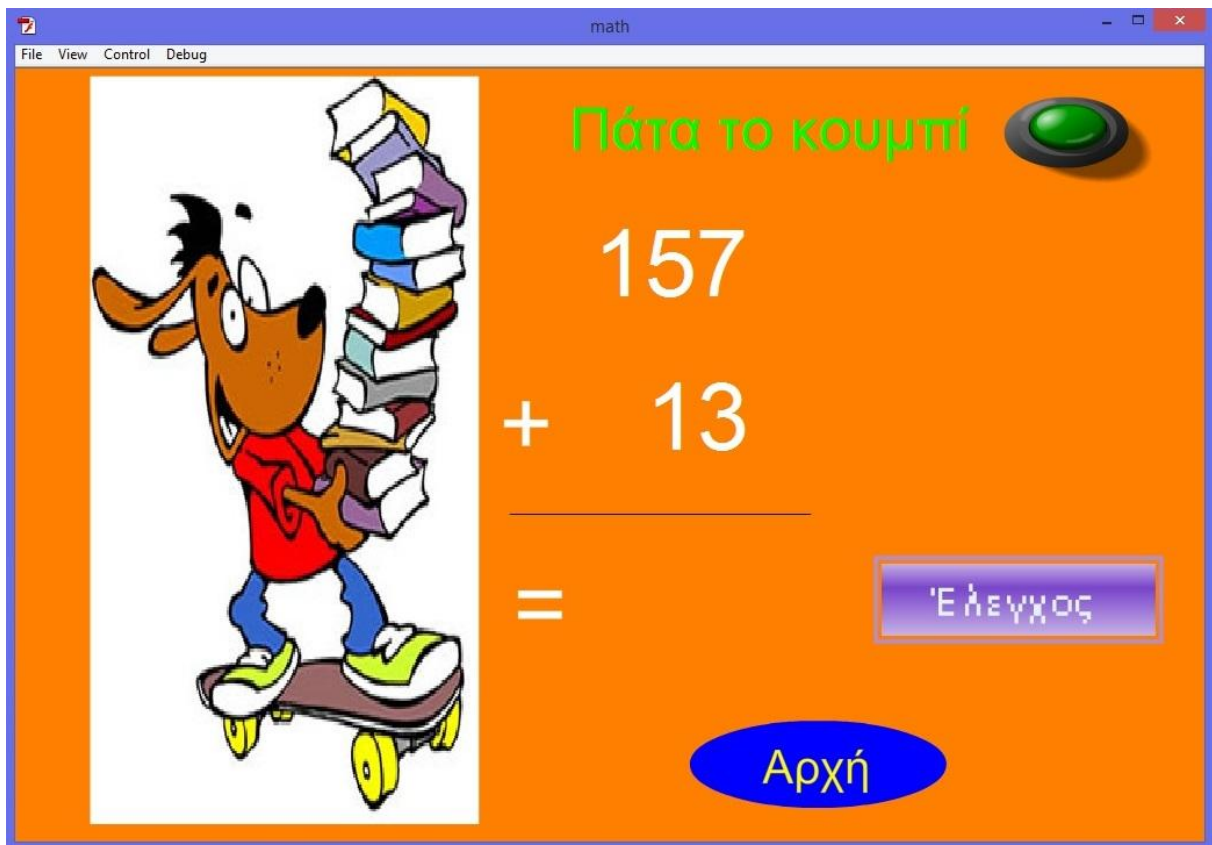 math
File View Control Debug
Πάτα το κουμπί
157
+ 13
=
Έλεγχος
Αρχή